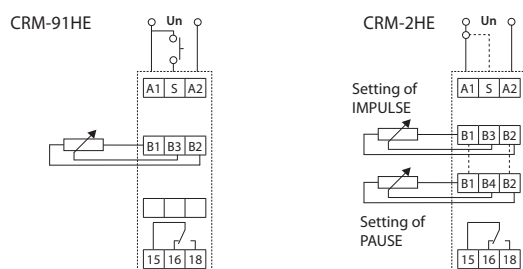 CRM-91HE
Un
A1 S A2
B1 B3 B2
15 16 18
CRM-2HE
Un
A1 S A2
Setting of
IMPULSE
B1 B3 B2
B1 B4 B2
Setting of
PAUSE
15 16 18